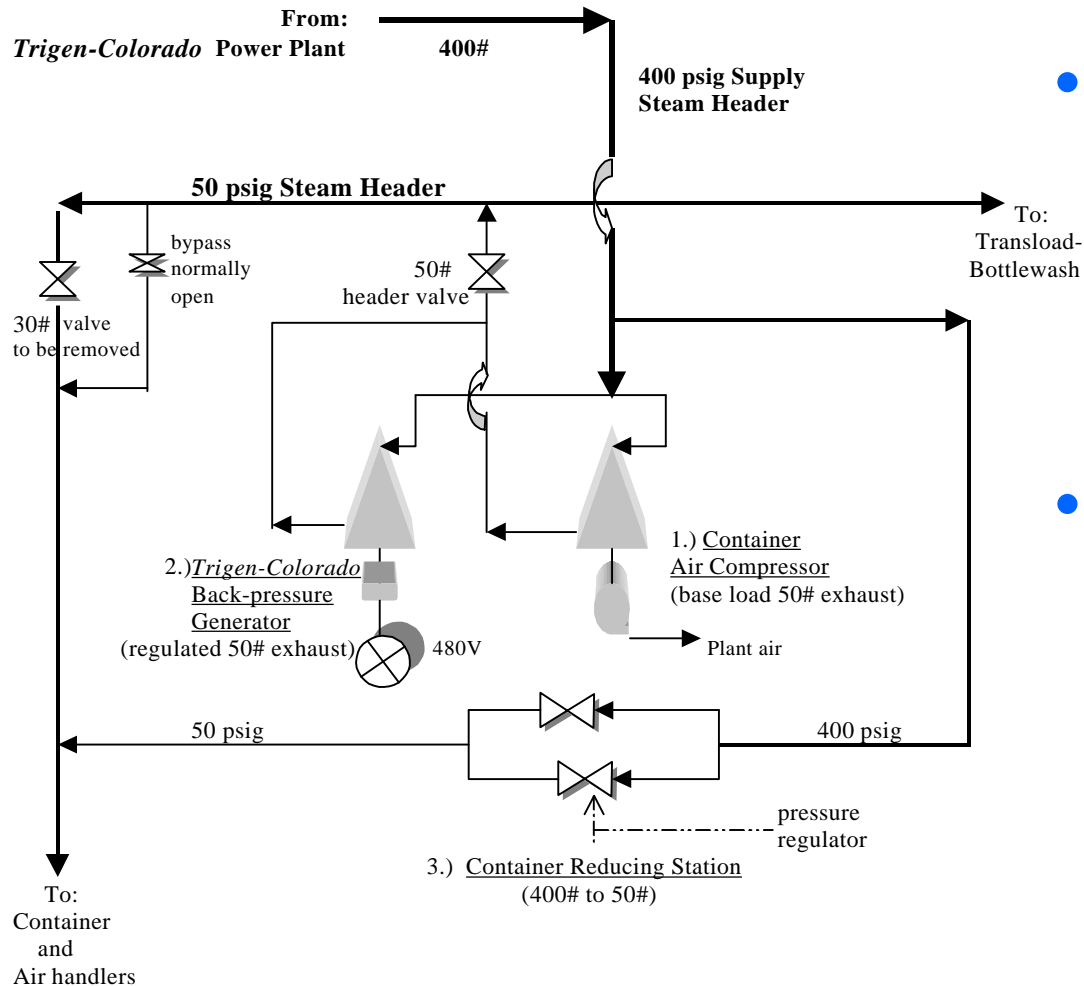 From:
Trigen-Colorado Power Plant
400#
400 psig Supply
Steam Header
50 psig Steam Header
To:
Transload-
Bottlewash
bypass
normally
open
50#
header valve
30# valve
to be removed
1.) Container
Air Compressor
(base load 50# exhaust)
2.)Trigen-Colorado
Back-pressure
Generator
(regulated 50# exhaust)
480V
Plant air
50 psig
400 psig
pressure
regulator
3.) Container Reducing Station
(400# to 50#)
To:
Container
and
Air handlers